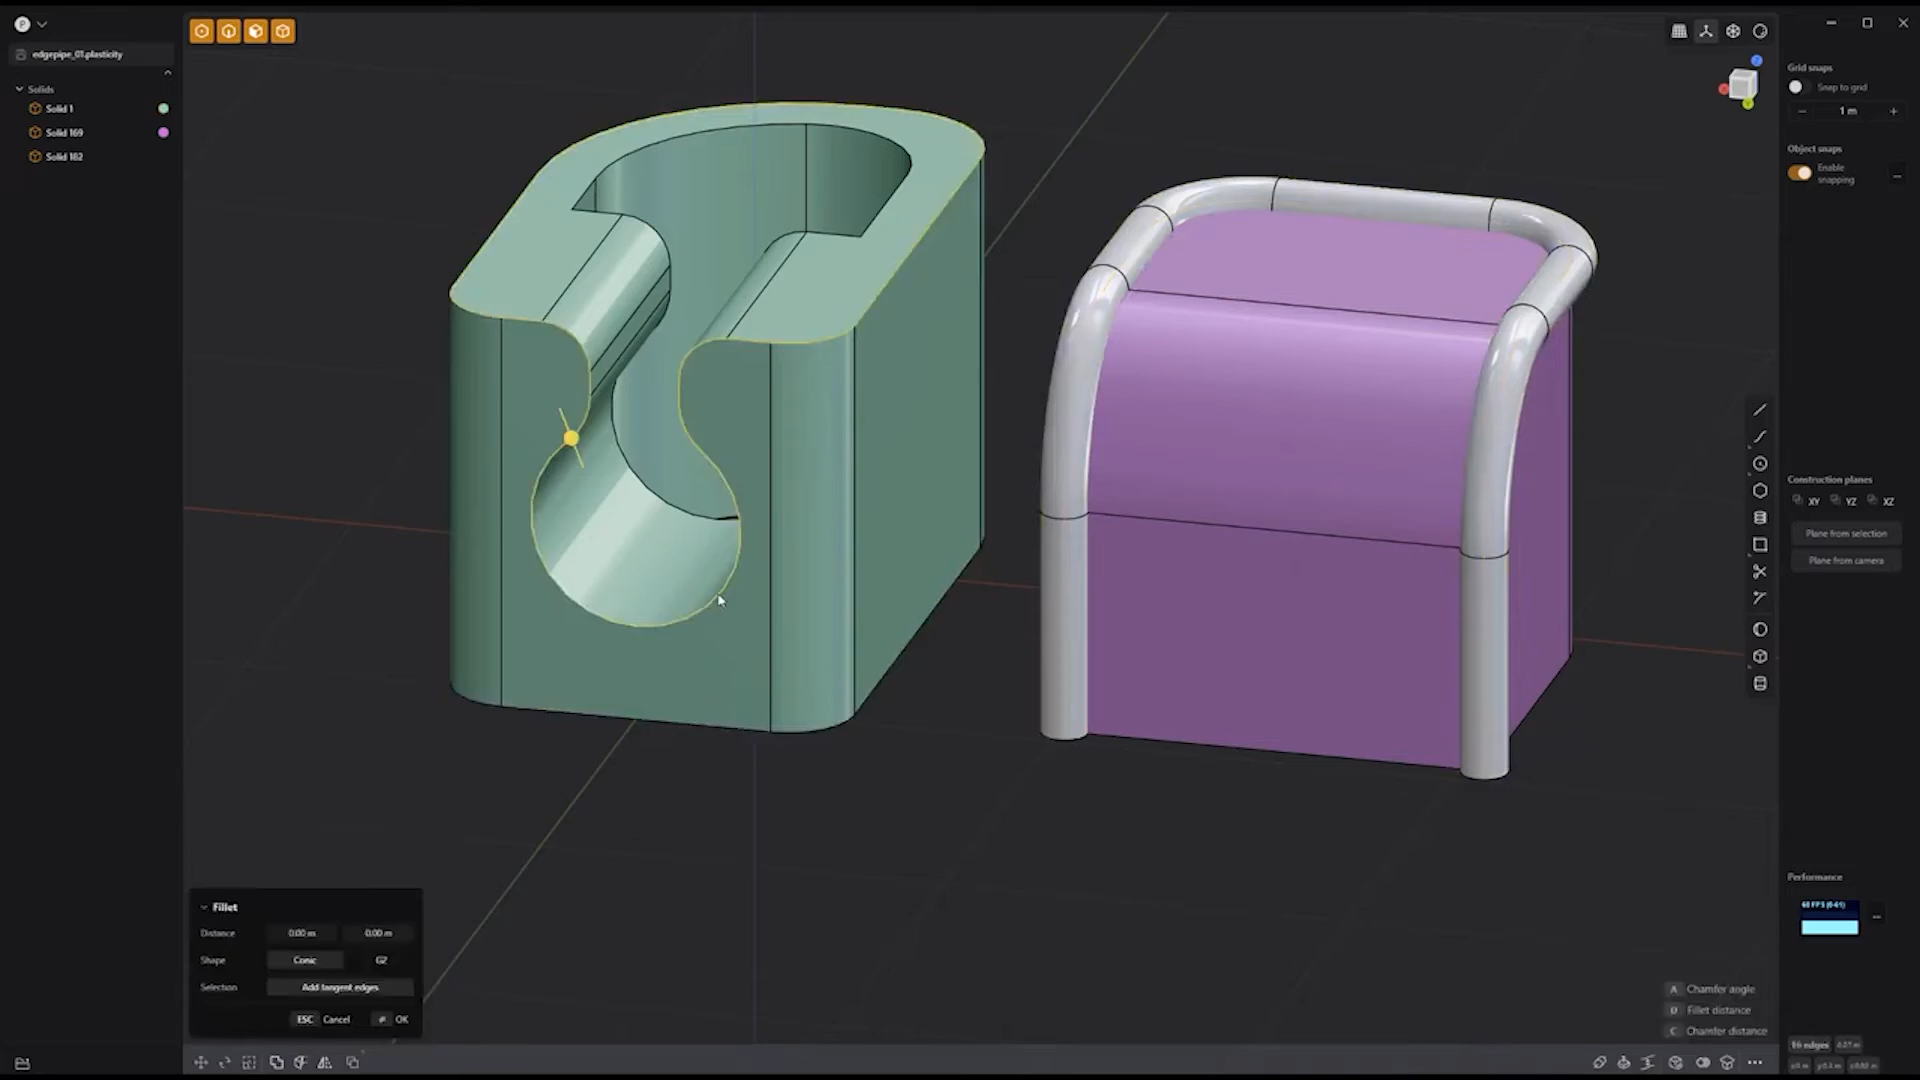 P
edgepipe_01.plasticity
Solids
Solid 1
Solid 169
Solid 182
Grid snaps
Snap to grid
1 m
Object snaps
Enable
snapping
Construction planes
XY YZ XZ
Plane from selection
Plane from camera
Performance
Fillet
Distance 0.00 m 0.00 m
Shape Conic G2
Selection Add tangent edges
ESC Cancel OK
A Chamfer angle
D Fillet distance
C Chamfer distance
16 edges